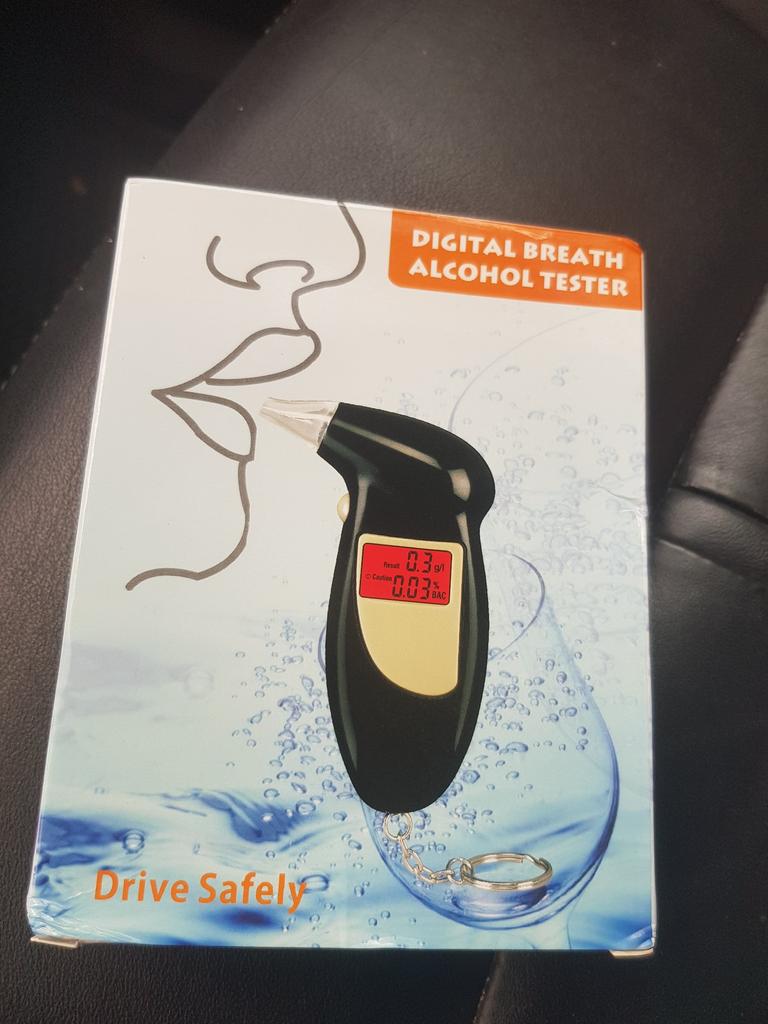 DIGITAL BREATH
ALCOHOL TESTER
Result 0.3 g/l
Caution 0.03 % BAC
Drive Safely